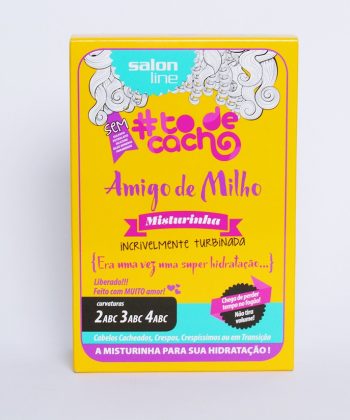 salon
line
SEM
#to de
cacho
Amigo de Milho
Misturinha
INCRIVELMENTE TURBINADA
{Era uma vez uma super hidratação...}
Liberado!!!
Feito com MUITO amor!
curvaturas
2ABC 3ABC 4ABC
Chega de perder
tempo no fogão!
Não tira
volume!
Cabelos Cacheados, Crespos, Crespíssimos ou em Transição
A MISTURINHA PARA SUA HIDRATAÇÃO !